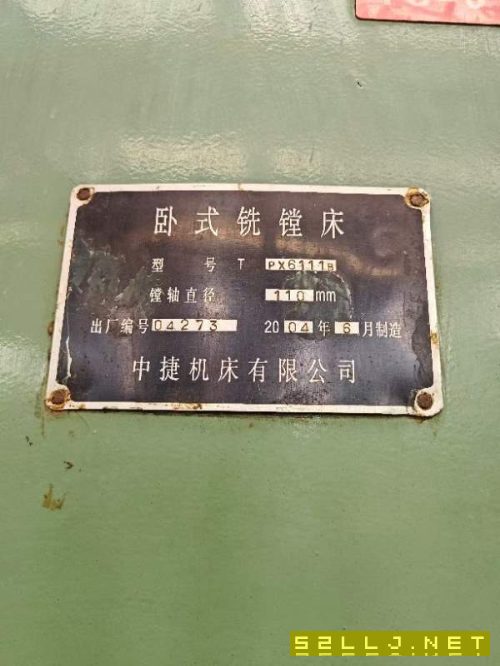 卧式铣镗床
型号 T PX6111B
镗轴直径 110 mm
出厂编号 04273 2004年6月制造
中捷机床有限公司
52LLJ.NET